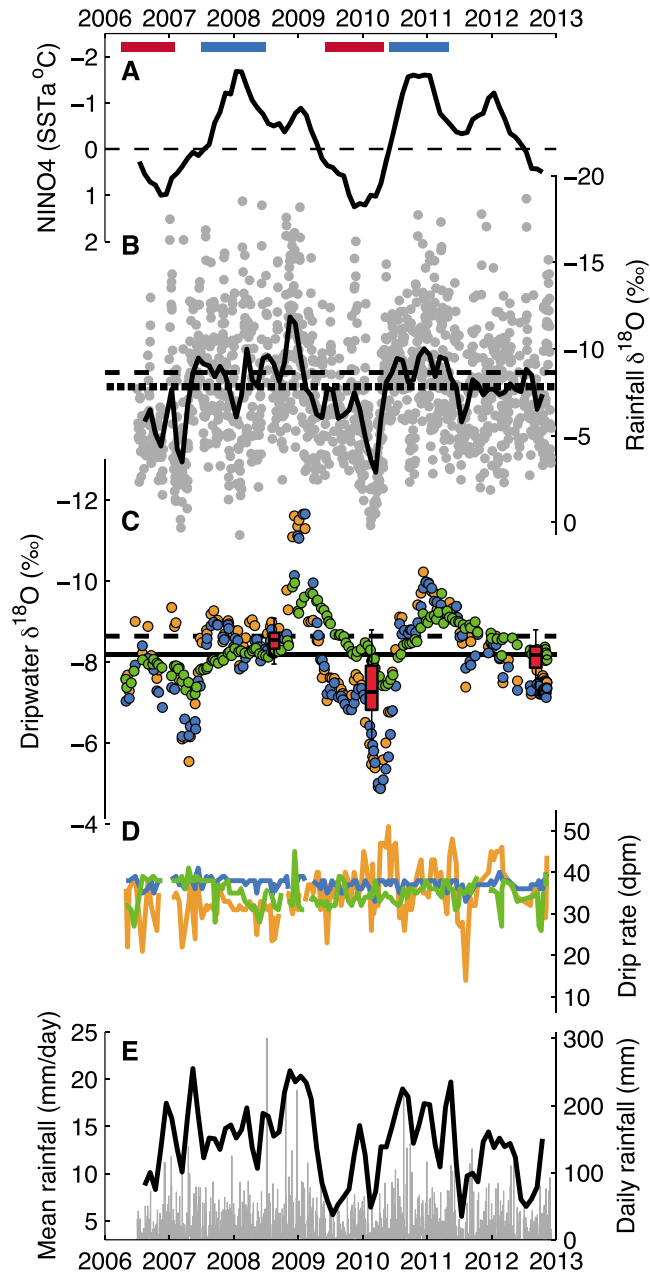 2006 2007 2008 2009 2010 2011 2012 2013
A
NINO4 (SSTa °C)
−2
−1
0
1
2
B
Rainfall δ18O (‰)
−20
−15
−10
−5
0
C
Dripwater δ18O (‰)
−12
−10
−8
−6
−4
D
Drip rate (dpm)
50
40
30
20
10
E
Mean rainfall (mm/day)
25
20
15
10
5
Daily rainfall (mm)
300
200
100
0
2006 2007 2008 2009 2010 2011 2012 2013